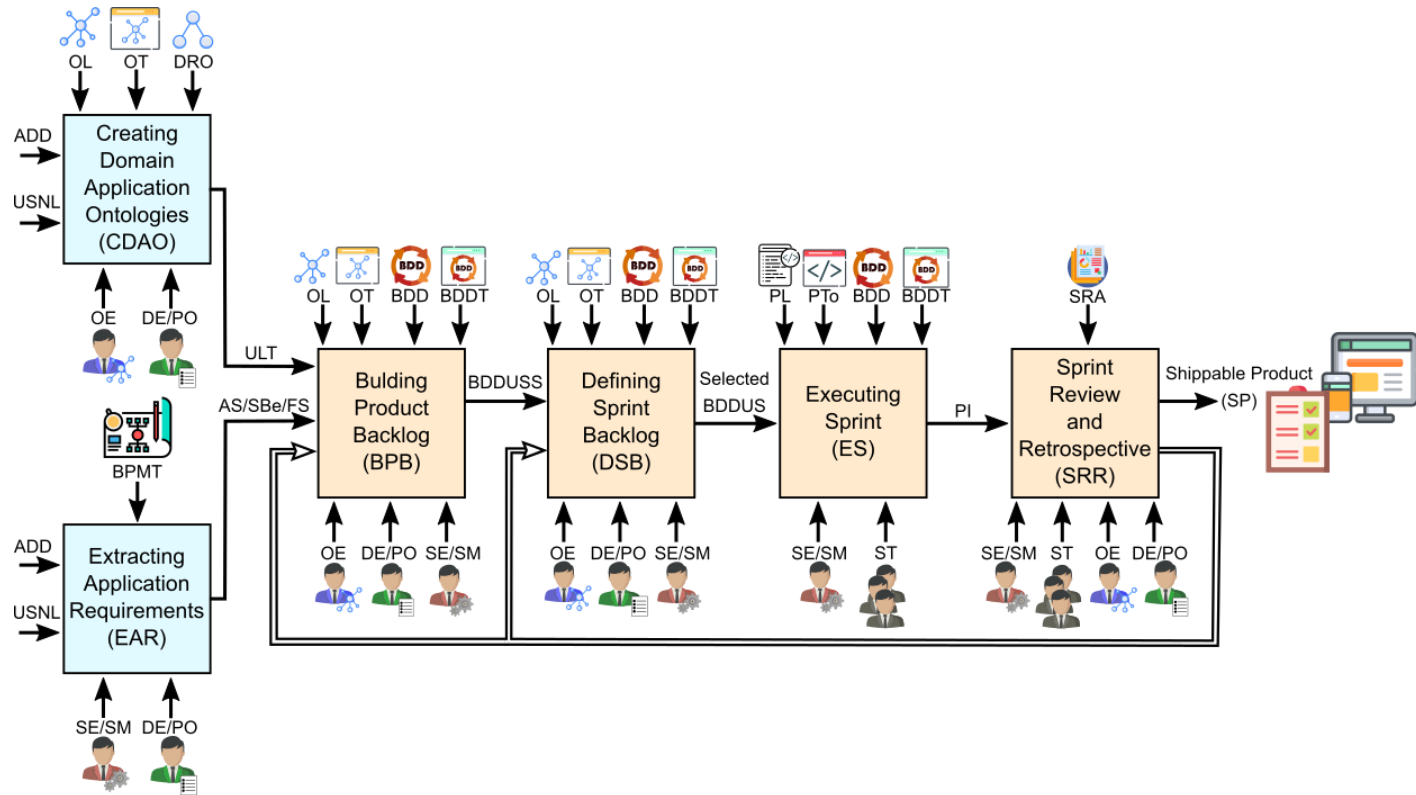 OL
OT
DRO
ADD
USNL
Creating
Domain
Application
Ontologies
(CDAO)
OE
DE/PO
ULT
AS/SBe/FS
BPMT
ADD
USNL
Extracting
Application
Requirements
(EAR)
SE/SM
DE/PO
OL
OT
BDD
BDD
BDD
BDDT
Bulding
Product
Backlog
(BPB)
OE
DE/PO
SE/SM
BDDUSS
OL
OT
BDD
BDD
BDD
BDDT
Defining
Sprint
Backlog
(DSB)
OE
DE/PO
SE/SM
Selected
BDDUS
PL
PTo
BDD
BDD
BDD
BDDT
Executing
Sprint
(ES)
SE/SM
ST
PI
SRA
Sprint
Review
and
Retrospective
(SRR)
SE/SM
ST
OE
DE/PO
Shippable Product
(SP)